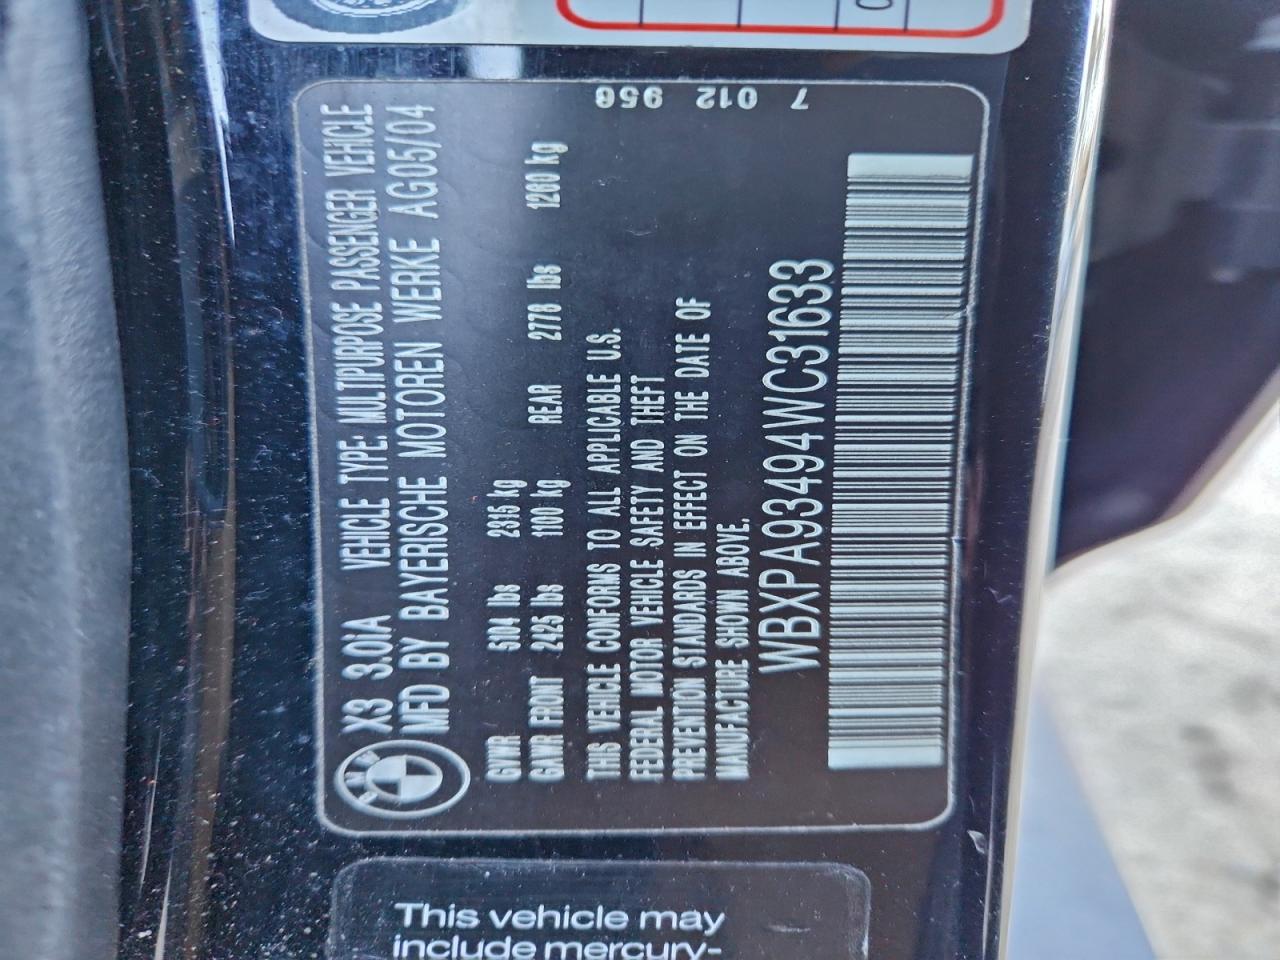 X3 3.0iA VEHICLE TYPE: MULTIPURPOSE PASSENGER VEHICLE
MFD BY BAYERISCHE MOTOREN WERKE AG05/04
BMW
GVWR 5104 lbs 2315 kg
GAWR FRONT 2425 lbs 1100 kg REAR 2778 lbs 1260 kg
THIS VEHICLE CONFORMS TO ALL APPLICABLE U.S.
FEDERAL MOTOR VEHICLE SAFETY AND THEFT
PREVENTION STANDARDS IN EFFECT ON THE DATE OF
MANUFACTURE SHOWN ABOVE.
WBXPA93494WC31633
7 012 950
This vehicle may
include mercury-